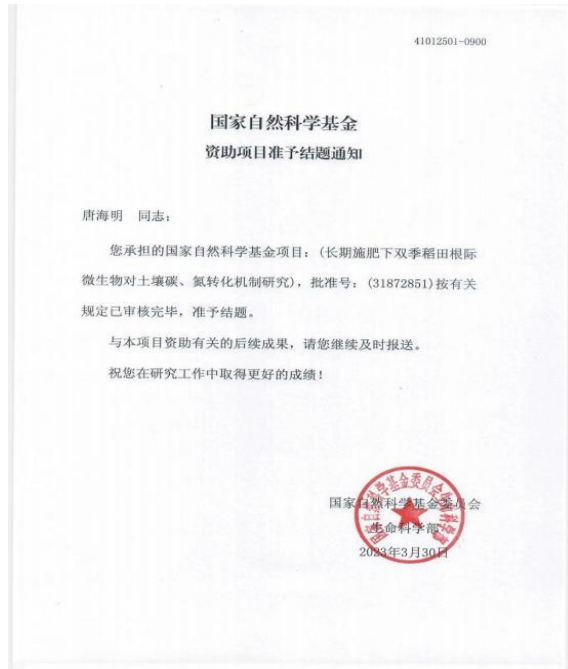 41012501-0900
国家自然科学基金
资助项目准予结题通知
唐海明 同志：
您承担的国家自然科学基金项目：(长期施肥下双季稻田根际
微生物对土壤碳、氮转化机制研究)，批准号：(31872851)按有关
规定已审核完毕，准予结题。
与本项目资助有关的后续成果，请您继续及时报送。
祝您在研究工作中取得更好的成绩！
国家自然科学基金委员会
生命科学部
2023年3月30日